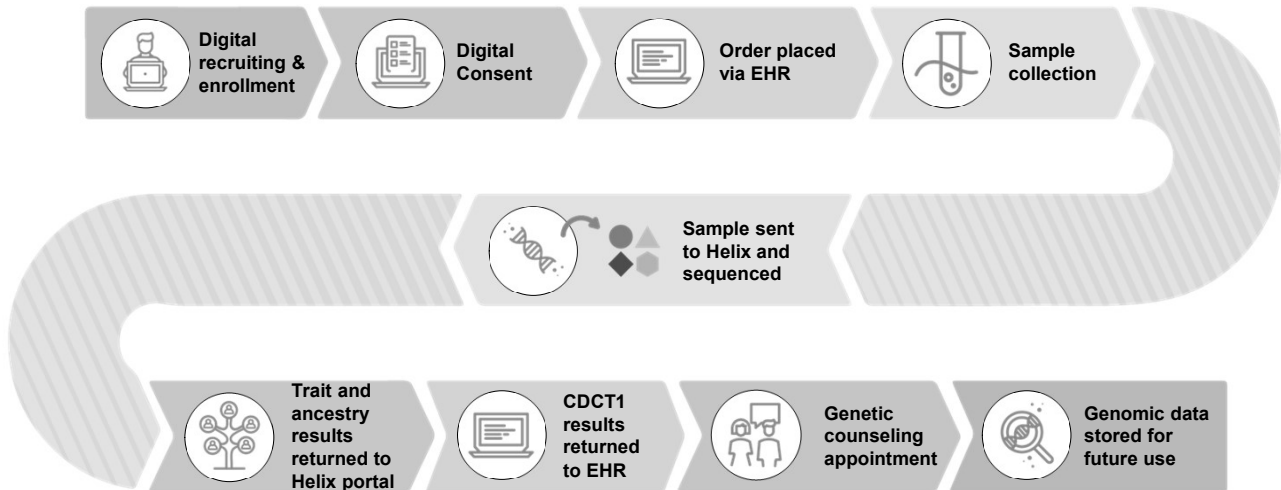 Digital
recruiting &
enrollment
Digital
Consent
Order placed
via EHR
Sample
collection
Sample sent
to Helix and
sequenced
Trait and
ancestry
results
returned to
Helix portal
CDCT1
results
returned
to EHR
Genetic
counseling
appointment
Genomic data
stored for
future use